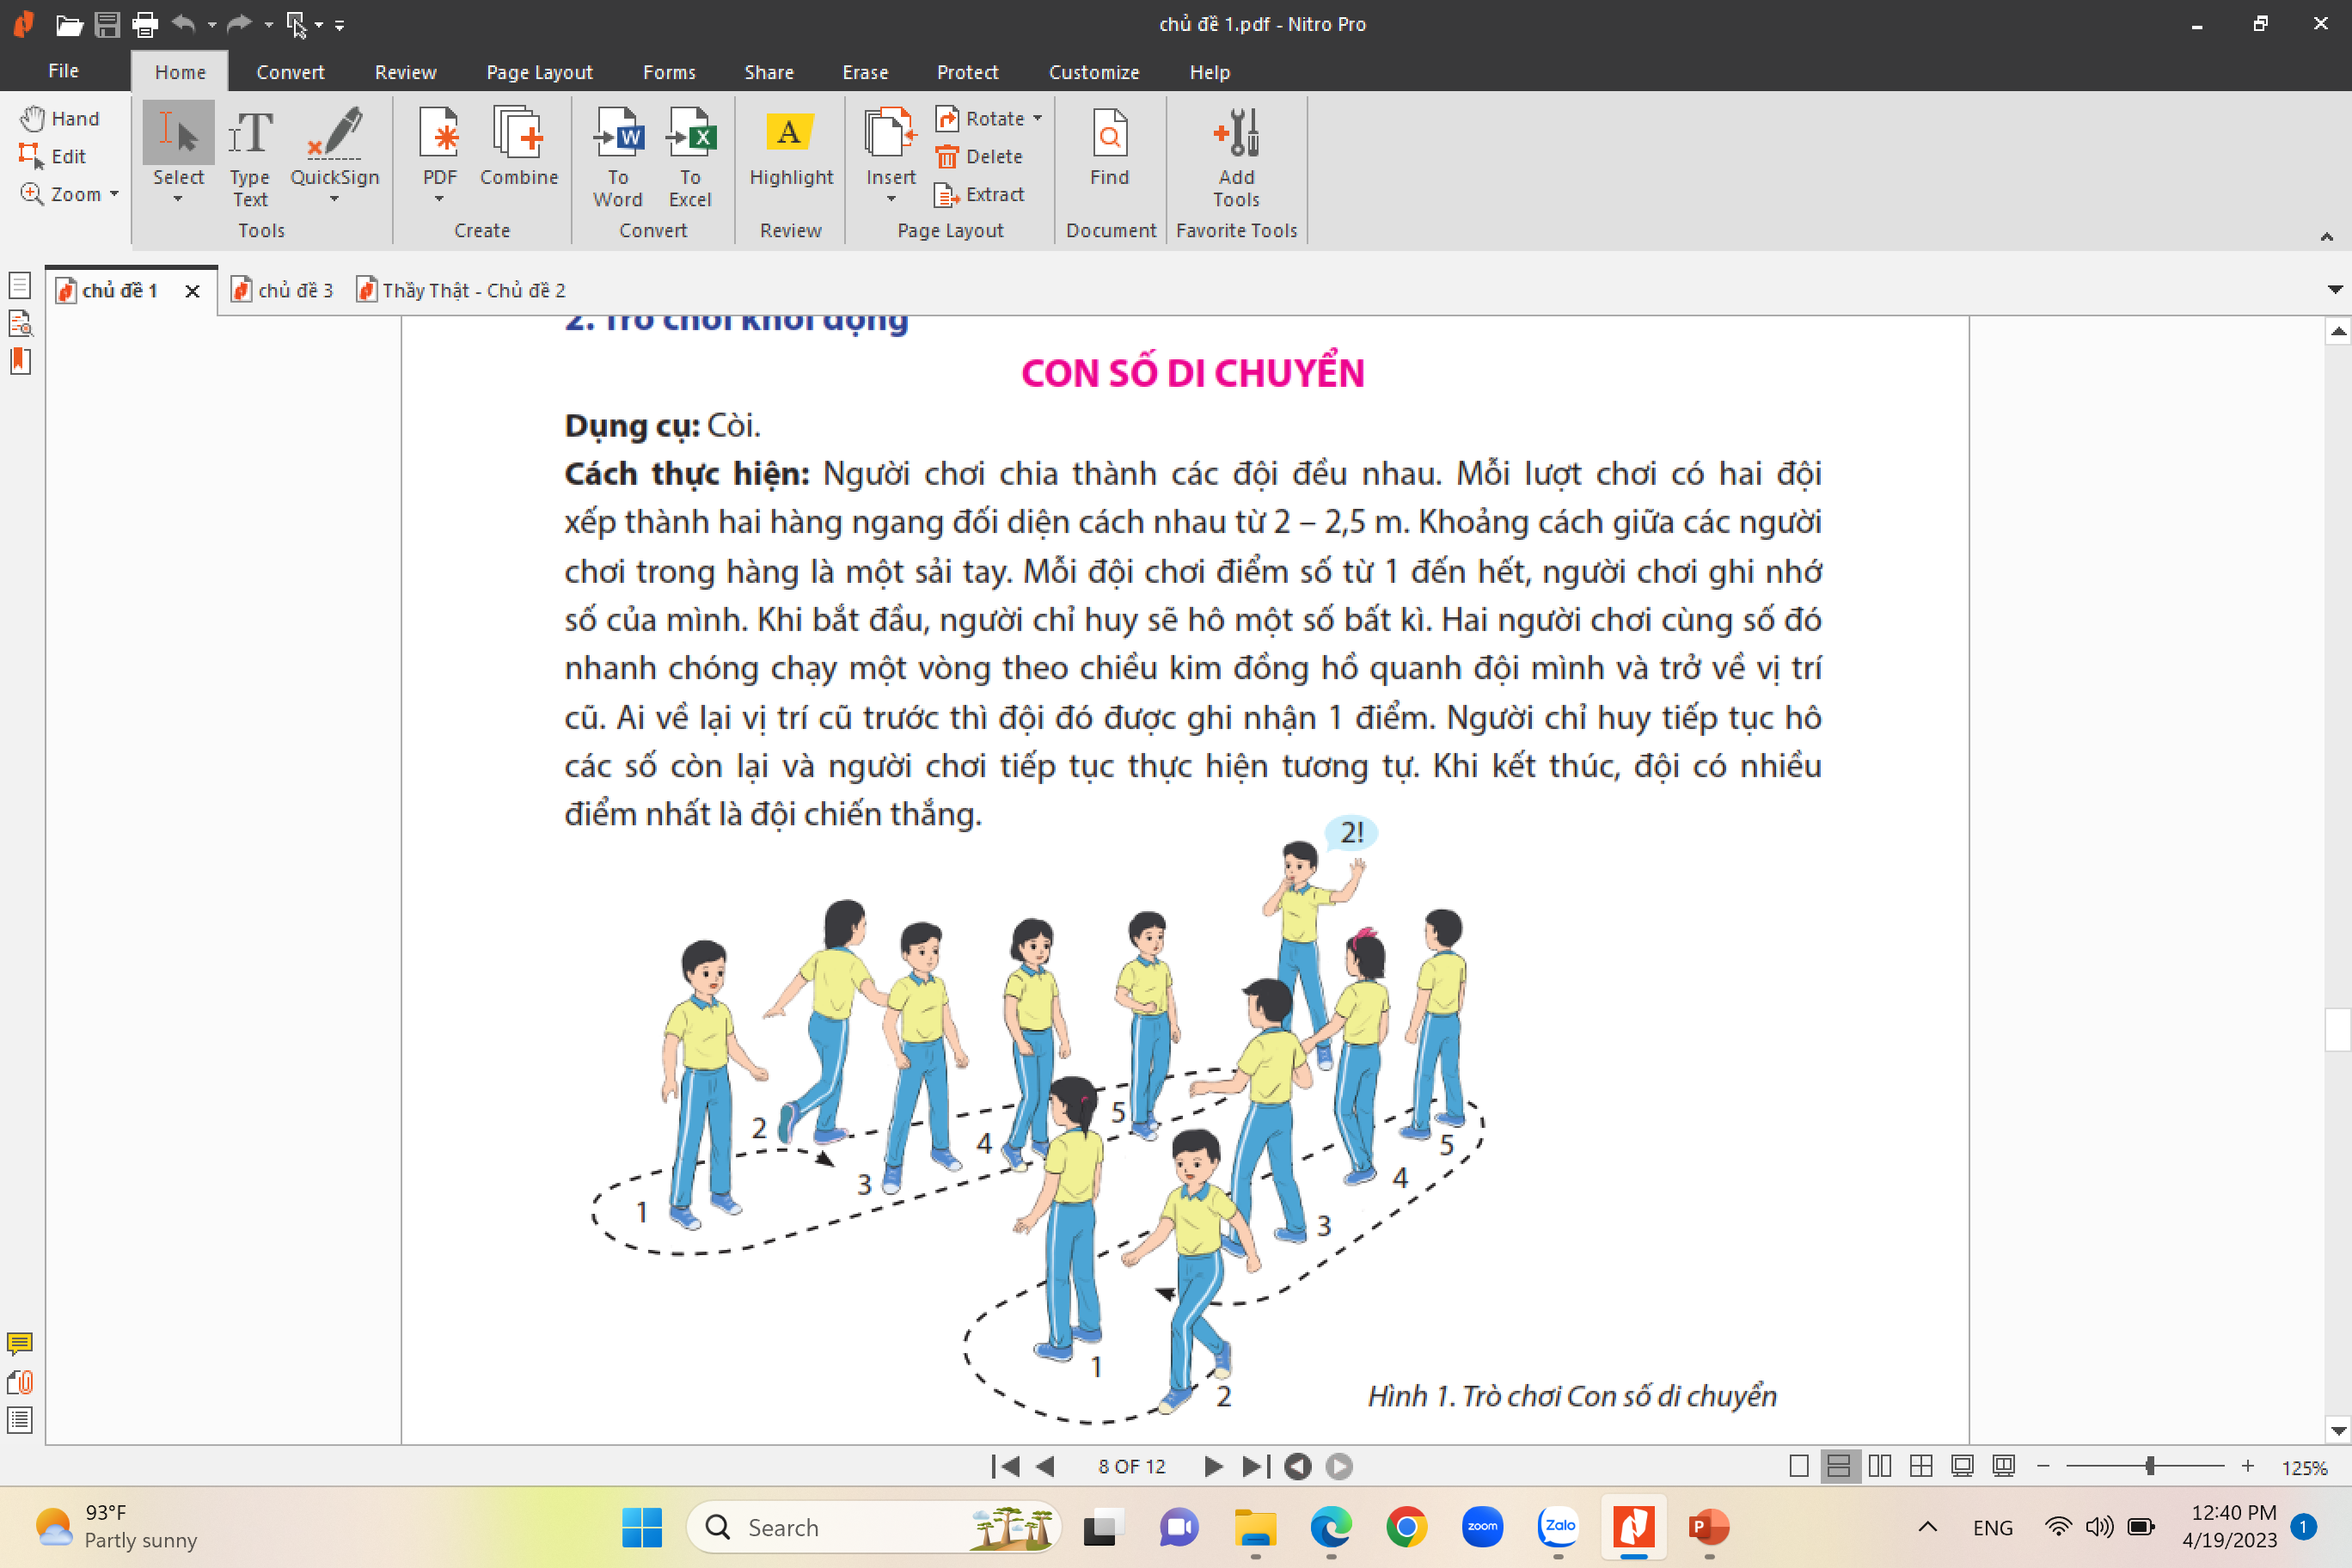 chủ đề 1.pdf - Nitro Pro
File Home Convert Review Page Layout Forms Share Erase Protect Customize Help
Hand
Edit
Zoom
Select
Type Text
QuickSign
Tools
PDF
Combine
Create
To Word
To Excel
Convert
Highlight
Review
Insert
Rotate
Delete
Extract
Page Layout
Find
Document
Add Tools
Favorite Tools
chủ đề 1 chủ đề 3 Thầy Thật - Chủ đề 2
2. Trò chơi khởi động
CON SỐ DI CHUYỂN
Dụng cụ: Còi.
Cách thực hiện: Người chơi chia thành các đội đều nhau. Mỗi lượt chơi có hai đội
xếp thành hai hàng ngang đối diện cách nhau từ 2 – 2,5 m. Khoảng cách giữa các người
chơi trong hàng là một sải tay. Mỗi đội chơi điểm số từ 1 đến hết, người chơi ghi nhớ
số của mình. Khi bắt đầu, người chỉ huy sẽ hô một số bất kì. Hai người chơi cùng số đó
nhanh chóng chạy một vòng theo chiều kim đồng hồ quanh đội mình và trở về vị trí
cũ. Ai về lại vị trí cũ trước thì đội đó được ghi nhận 1 điểm. Người chỉ huy tiếp tục hô
các số còn lại và người chơi tiếp tục thực hiện tương tự. Khi kết thúc, đội có nhiều
điểm nhất là đội chiến thắng.
2!
1
2
3
4
5
1
2
3
4
5
Hình 1. Trò chơi Con số di chuyển
8 OF 12
125%
93°F
Partly sunny
Search
zoom
Zalo
ENG
12:40 PM
4/19/2023
1